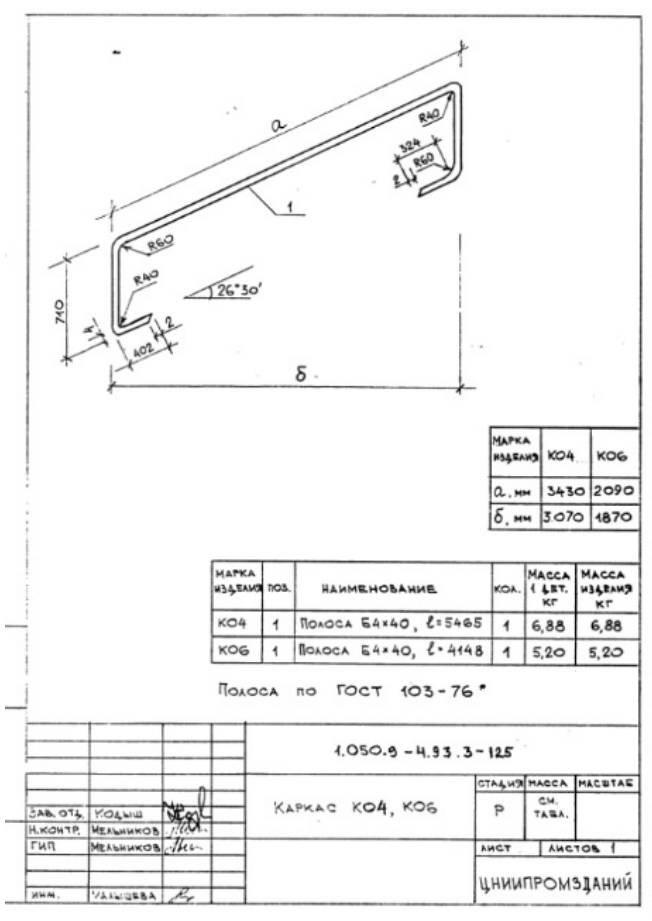 а
R40
324
R60
2
1
R60
R40
26°30'
710
4
2
402
б
МАРКА ИЗДЕЛИЯ КО4 КО6
а, мм 3430 2090
б, мм 3070 1870
МАРКА ИЗДЕЛИЯ ПОЗ. НАИМЕНОВАНИЕ КОЛ. МАССА 1 ДЕТ. КГ МАССА ИЗДЕЛИЯ КГ
КО4 1 Полоса Б4×40, ℓ=5465 1 6,88 6,88
КО6 1 Полоса Б4×40, ℓ=4148 1 5,20 5,20
Полоса по ГОСТ 103-76*
1.050.9-4.93.3-125
КАРКАС КО4, КО6
СТАДИЯ МАССА МАСШТАБ
Р СМ. ТАБЛ.
ЗАВ. ОТД. КОДЫШ
Н.КОНТР. МЕЛЬНИКОВ
ГИП МЕЛЬНИКОВ
ЛИСТ ЛИСТОВ 1
ИНЖ.
ЦНИИПРОМЗДАНИЙ